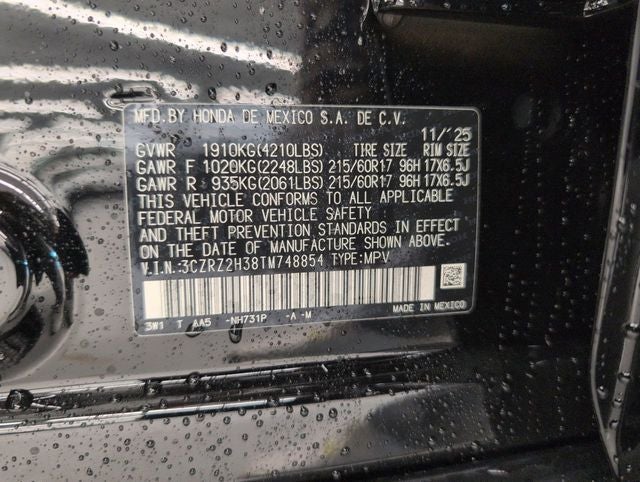 MFD.BY HONDA DE MEXICO S.A. DE C.V.
11/'25
GVWR 1910KG(4210LBS) TIRE SIZE RIM SIZE
GAWR F 1020KG(2248LBS) 215/60R17 96H 17X6.5J
GAWR R 935KG(2061LBS) 215/60R17 96H 17X6.5J
THIS VEHICLE CONFORMS TO ALL APPLICABLE
FEDERAL MOTOR VEHICLE SAFETY
AND THEFT PREVENTION STANDARDS IN EFFECT
ON THE DATE OF MANUFACTURE SHOWN ABOVE.
V.I.N.:3CZRZ2H38TM748854 TYPE:MPV
3W1 T AA5 -NH731P -A -M MADE IN MEXICO